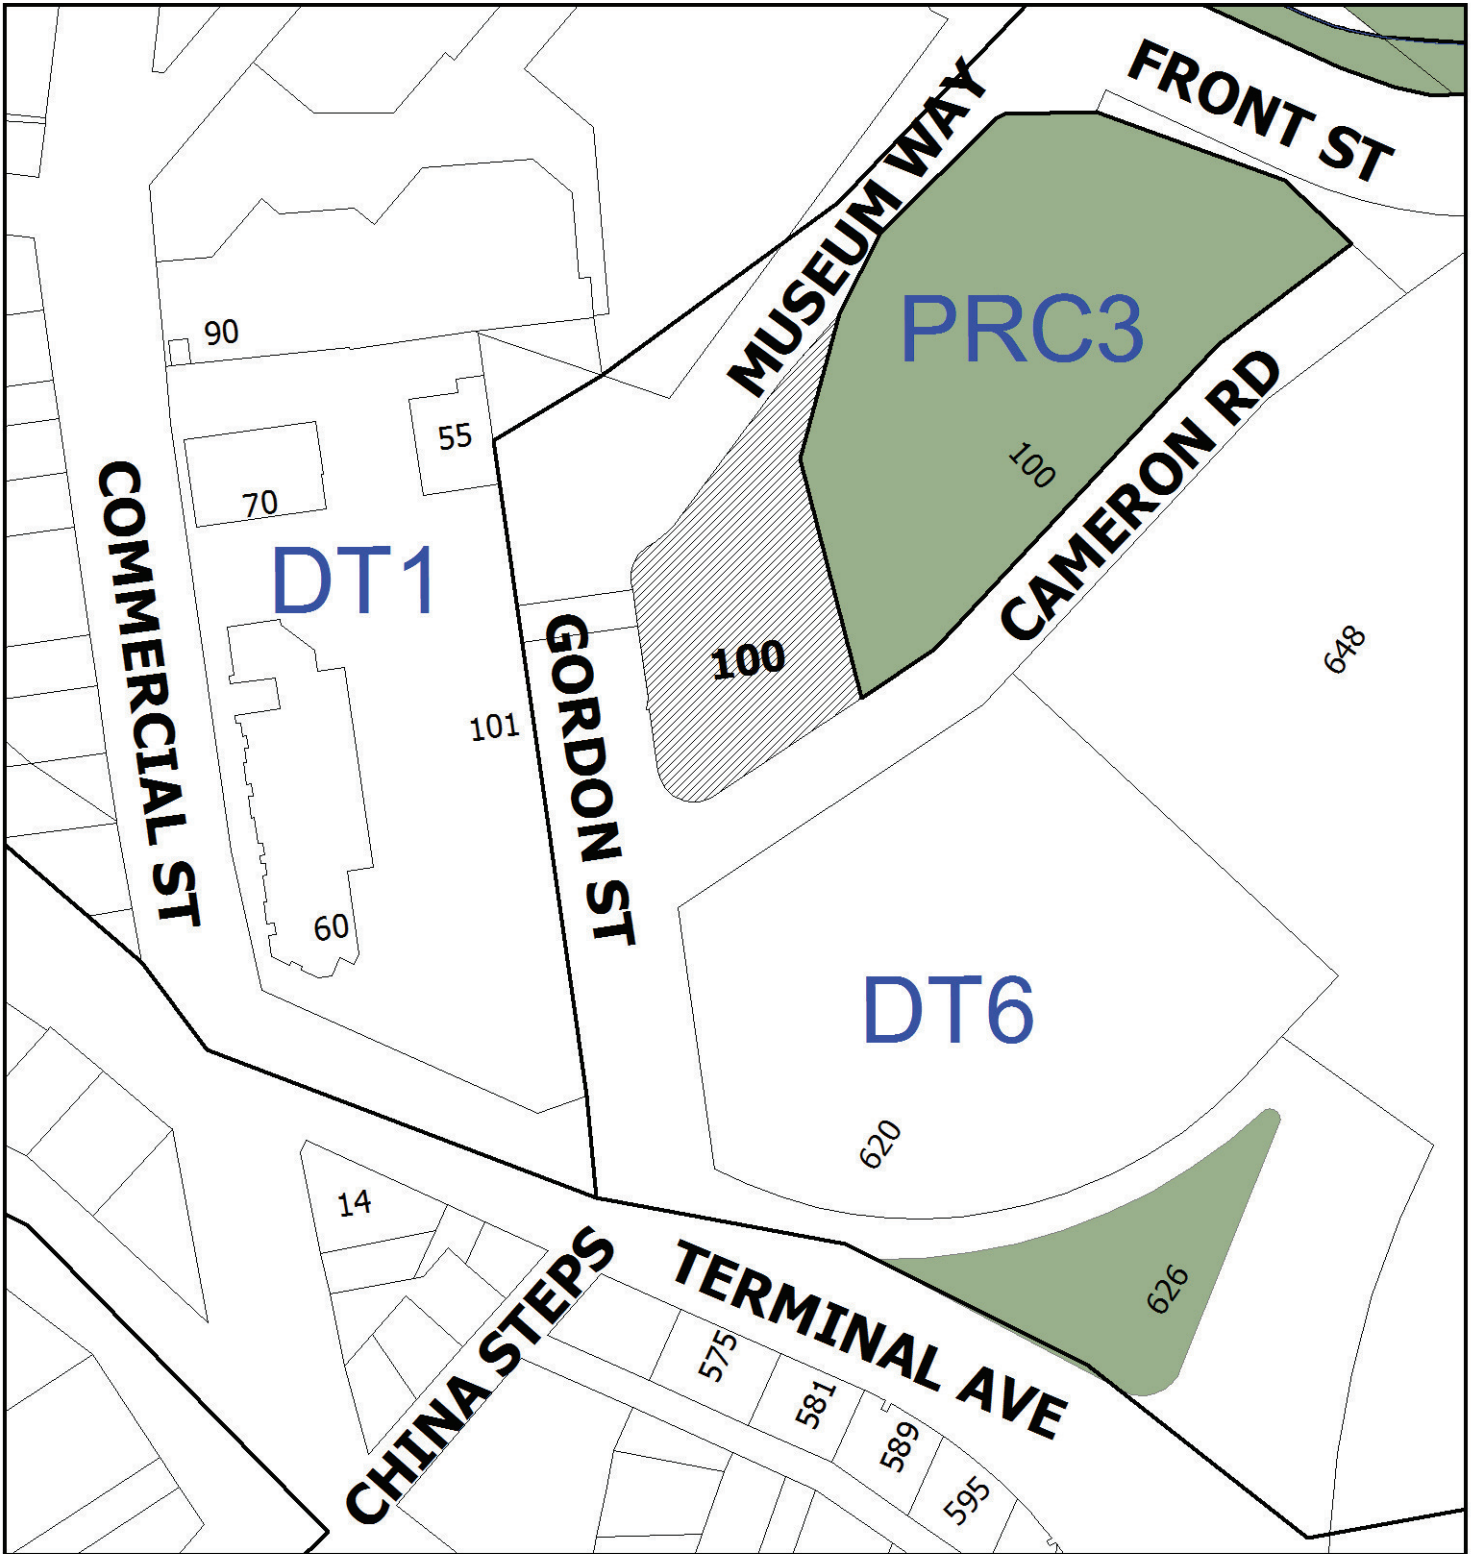 FRONT ST
MUSEUM WAY
PRC3
90
55
CAMERON RD
100
70
COMMERCIAL ST
DT1
GORDON ST
100
648
101
60
DT6
620
14
626
CHINA STEPS
TERMINAL AVE
575
581
589
595